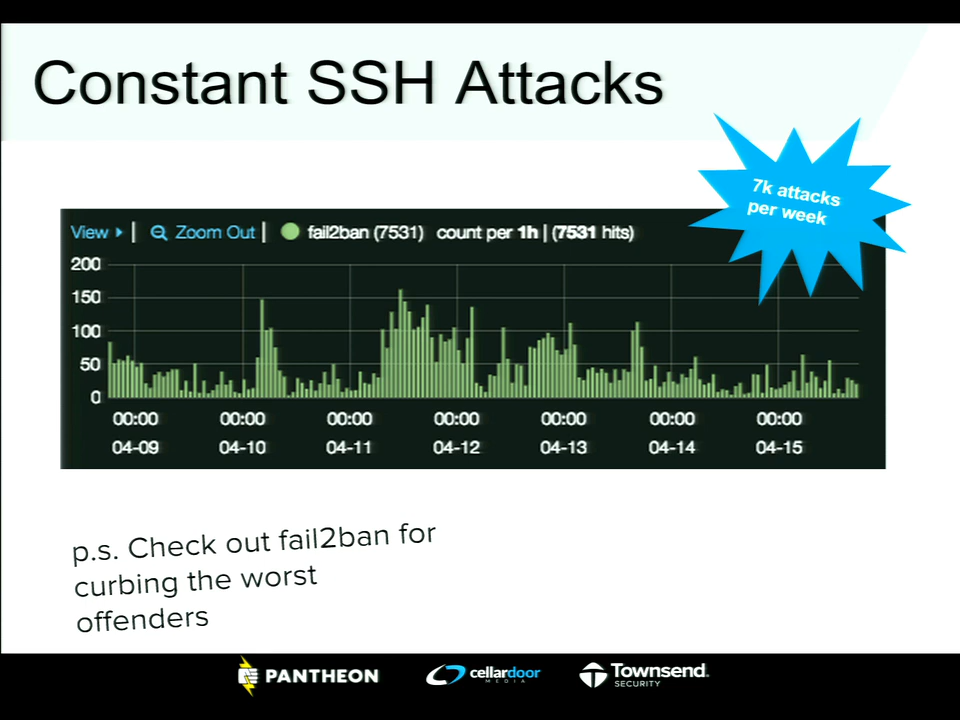 Constant SSH Attacks
7k attacks
per week
View Zoom Out fail2ban (7531) count per 1h | (7531 hits)
200
150
100
50
0
00:00 00:00 00:00 00:00 00:00 00:00 00:00
04-09 04-10 04-11 04-12 04-13 04-14 04-15
p.s. Check out fail2ban for
curbing the worst
offenders
PANTHEON cellardoor MEDIA Townsend. SECURITY